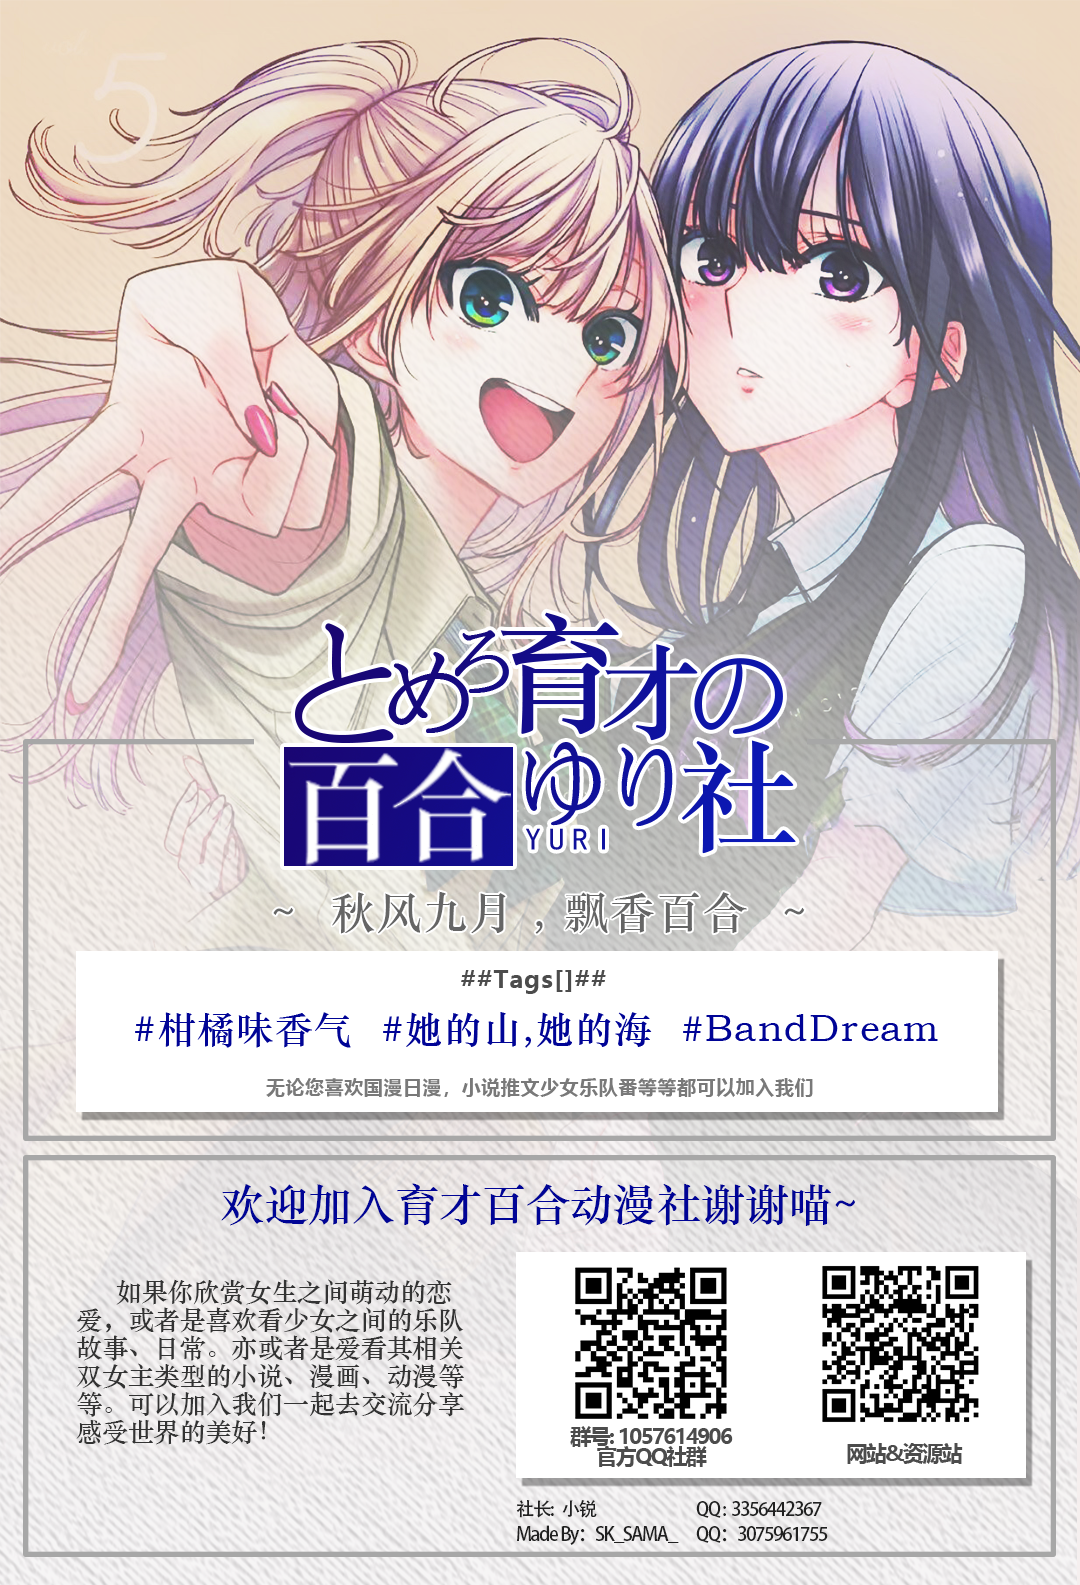 5
とめろ育才の
百合ゆり社
YURI
~ 秋风九月 , 飘香百合 ~
##Tags[]##
#柑橘味香气 #她的山,她的海 #BandDream
无论您喜欢国漫日漫，小说推文少女乐队番等等都可以加入我们
欢迎加入育才百合动漫社谢谢喵~
如果你欣赏女生之间萌动的恋
爱，或者是喜欢看少女之间的乐队
故事、日常。亦或者是爱看其相关
双女主类型的小说、漫画、动漫等
等。可以加入我们一起去交流分享
感受世界的美好！
群号: 1057614906
官方QQ社群
网站&资源站
社长: 小锐 QQ : 3356442367
Made By: SK_SAMA_ QQ: 3075961755